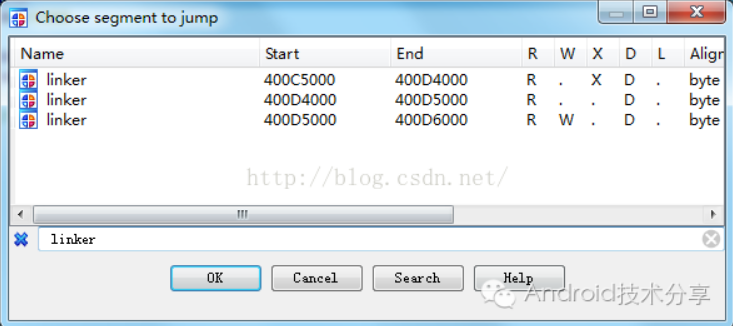 Choose segment to jump
Name Start End R W X D L Align
linker 400C5000 400D4000 R . X D . byte
linker 400D4000 400D5000 R . . D . byte
linker 400D5000 400D6000 R W . D . byte
http://blog.csdn.net/
linker
OK Cancel Search Help
Android技术分享